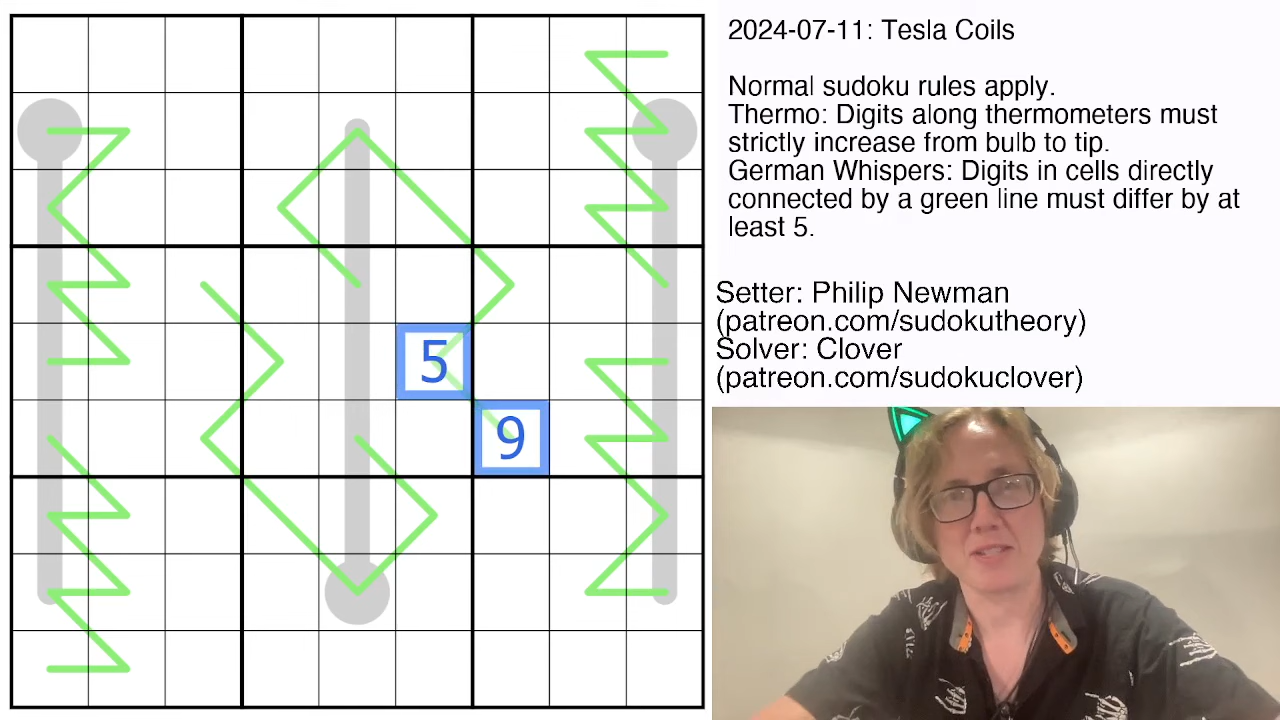 2024-07-11: Tesla Coils
Normal sudoku rules apply.
Thermo: Digits along thermometers must
strictly increase from bulb to tip.
German Whispers: Digits in cells directly
connected by a green line must differ by at
least 5.
Setter: Philip Newman
(patreon.com/sudokutheory)
Solver: Clover
(patreon.com/sudokuclover)
5
9